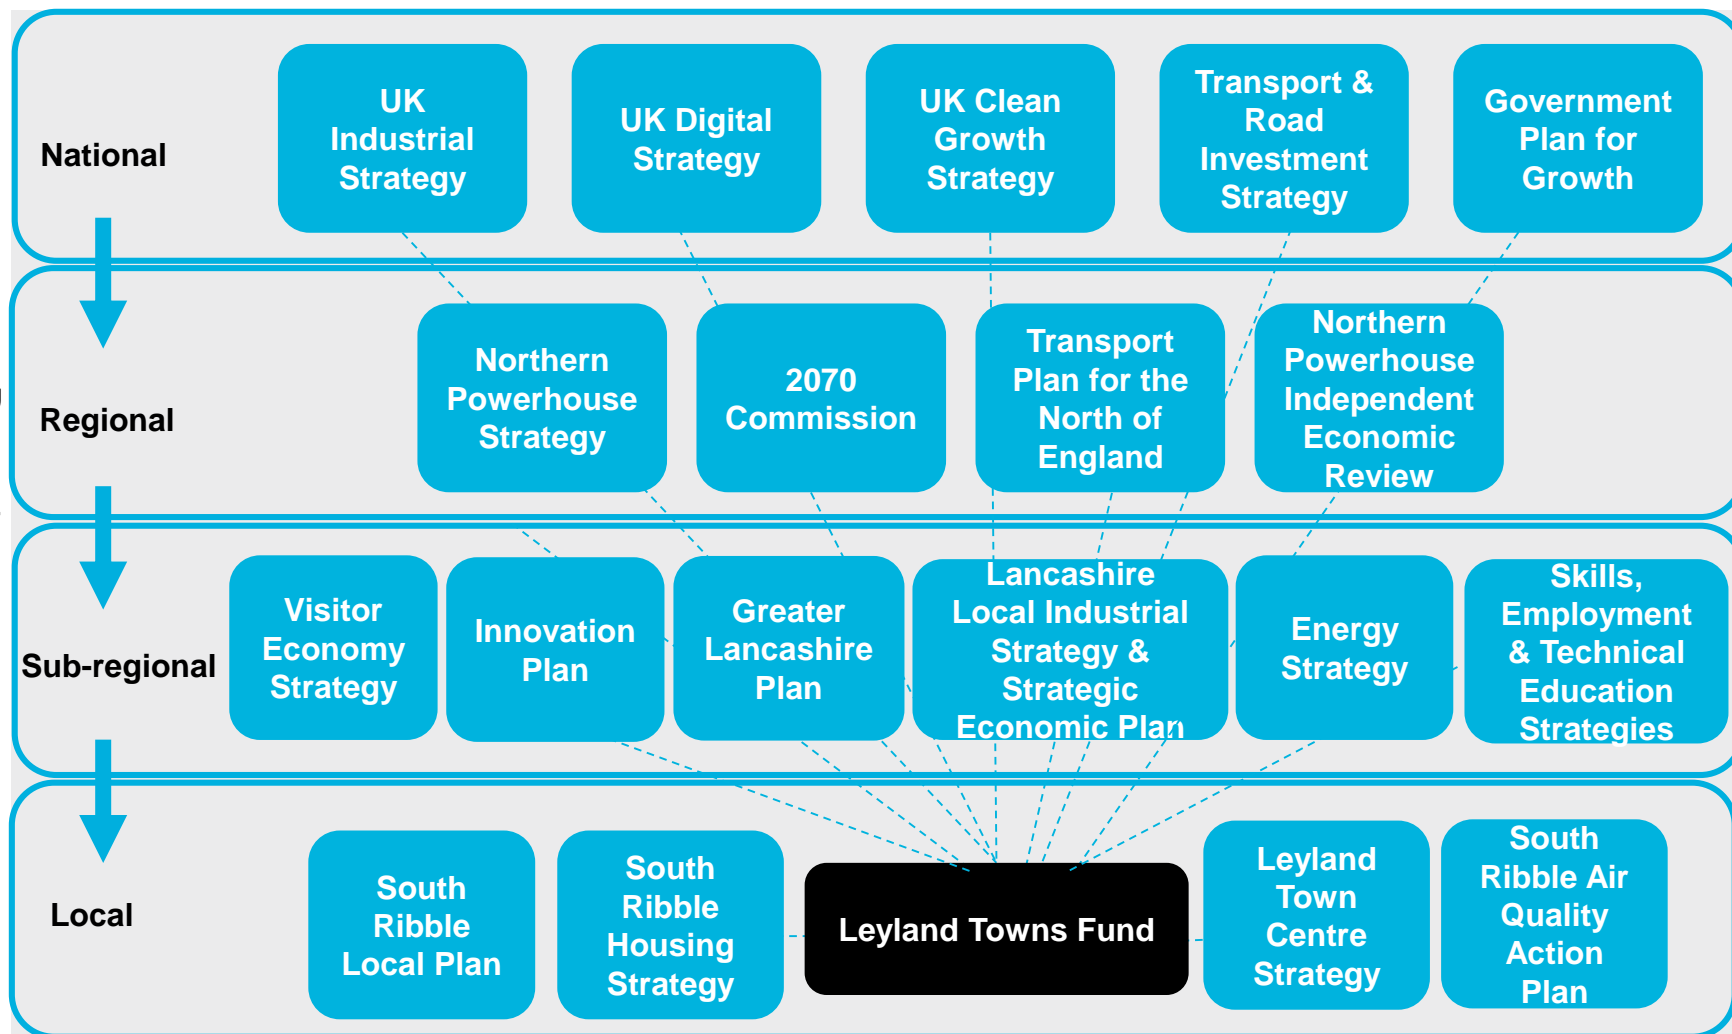 National
UK
Industrial
Strategy
UK Digital
Strategy
UK Clean
Growth
Strategy
Transport &
Road
Investment
Strategy
Government
Plan for
Growth
Regional
Northern
Powerhouse
Strategy
2070
Commission
Transport
Plan for the
North of
England
Northern
Powerhouse
Independent
Economic
Review
Sub-regional
Visitor
Economy
Strategy
Innovation
Plan
Greater
Lancashire
Plan
Lancashire
Local Industrial
Strategy &
Strategic
Economic Plan
Energy
Strategy
Skills,
Employment
& Technical
Education
Strategies
Local
South
Ribble
Local Plan
South
Ribble
Housing
Strategy
Leyland Towns Fund
Leyland
Town
Centre
Strategy
South
Ribble Air
Quality
Action
Plan